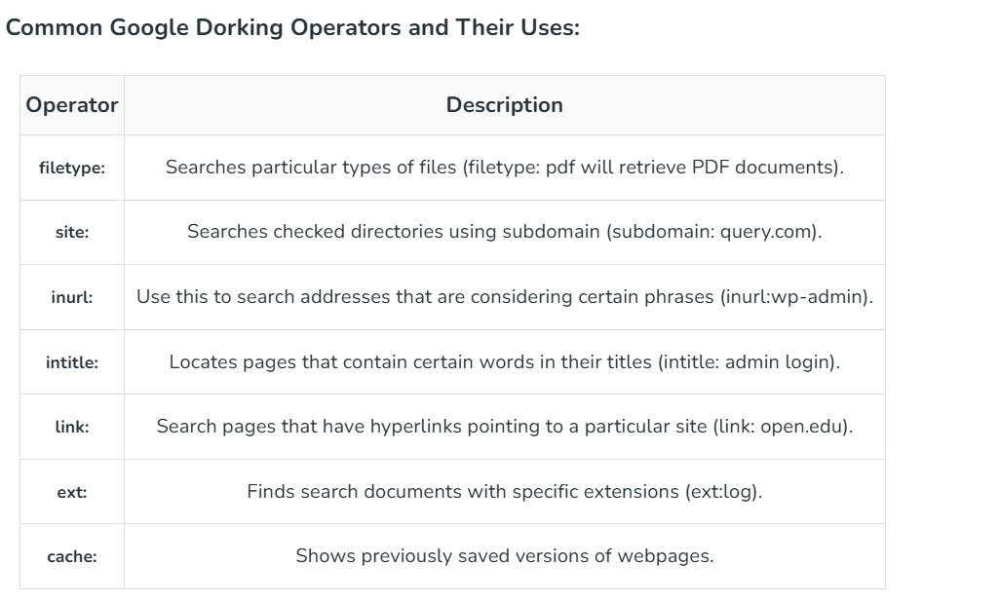 Common Google Dorking Operators and Their Uses:
Operator Description
filetype: Searches particular types of files (filetype: pdf will retrieve PDF documents).
site: Searches checked directories using subdomain (subdomain: query.com).
inurl: Use this to search addresses that are considering certain phrases (inurl:wp-admin).
intitle: Locates pages that contain certain words in their titles (intitle: admin login).
link: Search pages that have hyperlinks pointing to a particular site (link: open.edu).
ext: Finds search documents with specific extensions (ext:log).
cache: Shows previously saved versions of webpages.